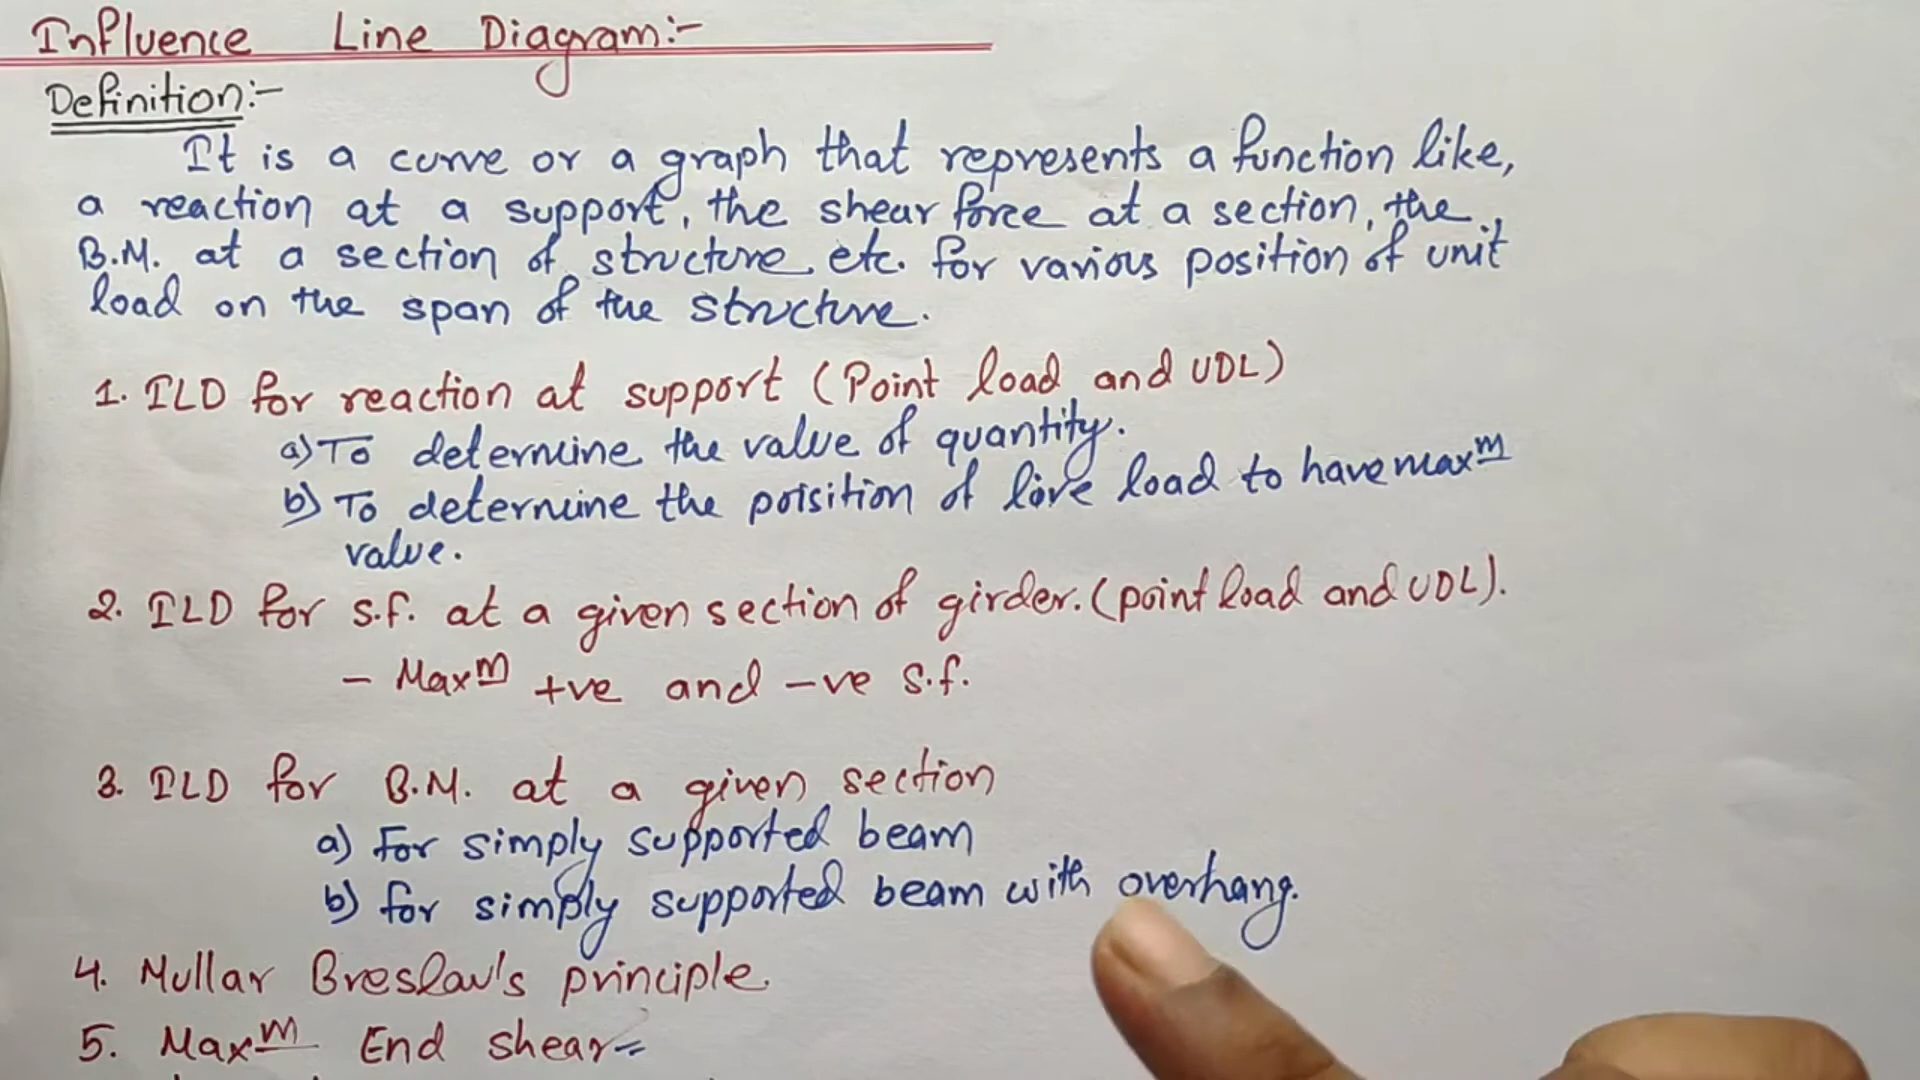 Influence Line Diagram:-
Definition:-
It is a curve or a graph that represents a function like,
a reaction at a support, the shear force at a section, the
B.M. at a section of structure etc. for various position of unit
load on the span of the structure.
1. ILD for reaction at support (Point load and UDL)
a) To determine the value of quantity.
b) To determine the poisition of live load to have maxm
value.
2. ILD for s.f. at a given section of girder. (point load and UDL).
- Maxm +ve and -ve s.f.
3. ILD for B.M. at a given section
a) For simply supported beam
b) for simply supported beam with overhang.
4. Mullar Breslau's principle.
5. Maxm End shear